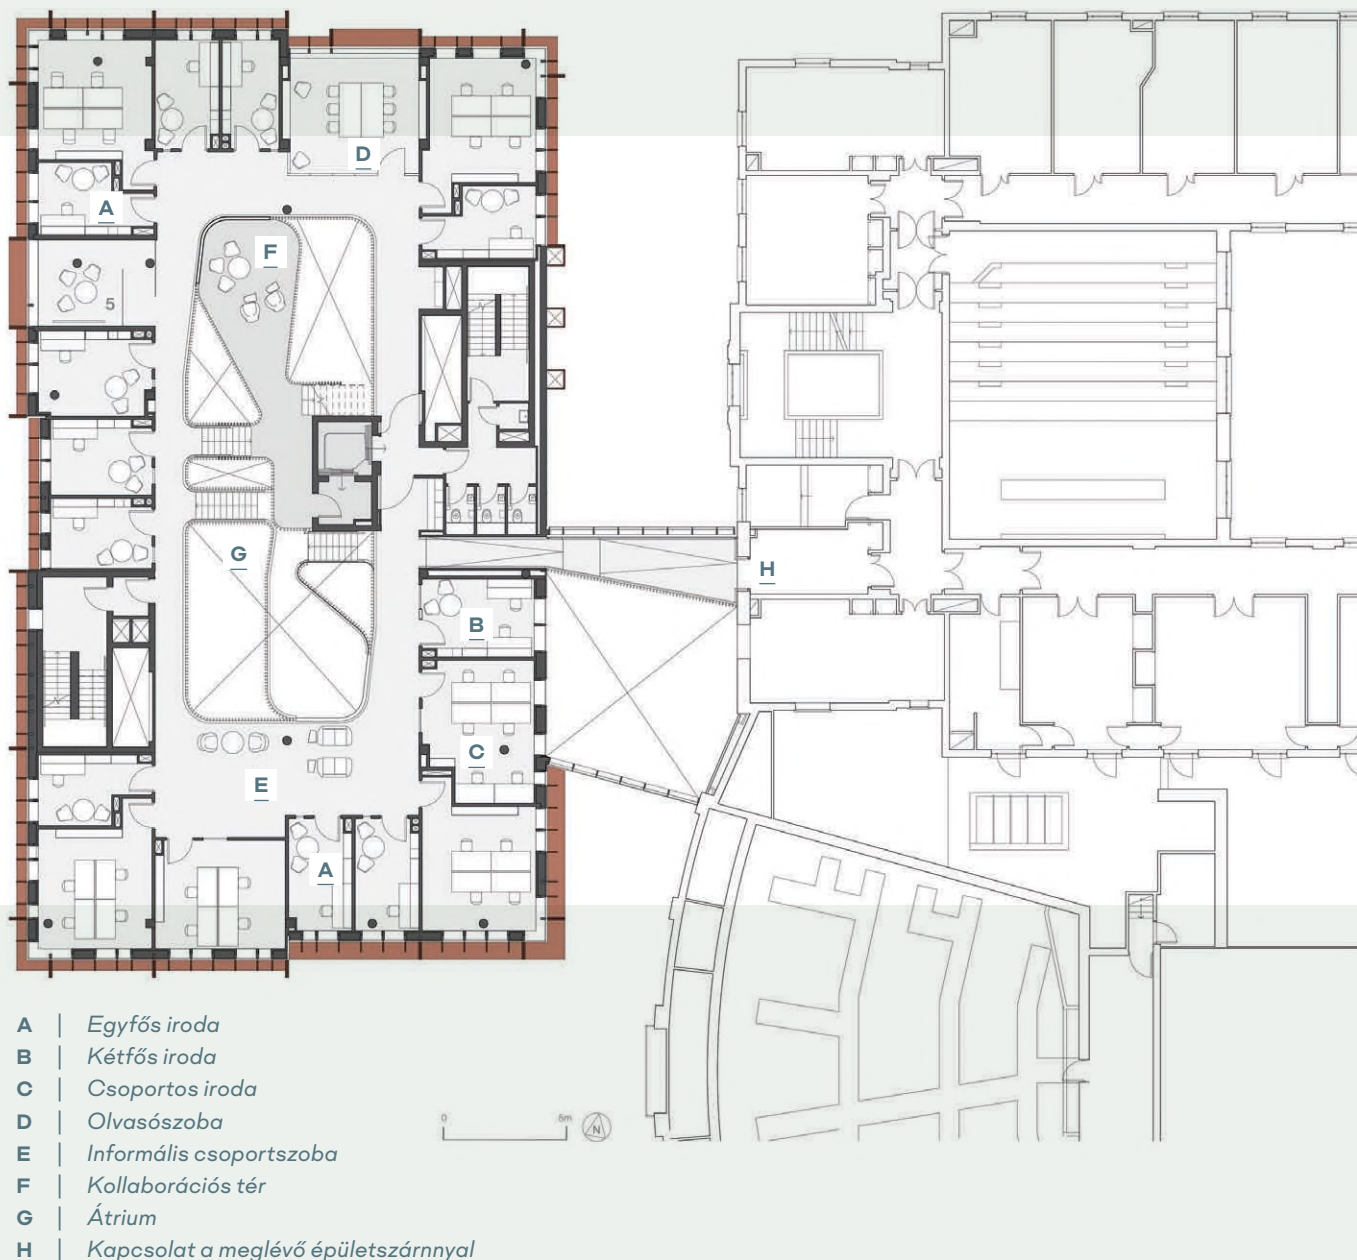 D
A
F
5
G
H
B
C
E
A
0 5m
N
A | Egyfős iroda
B | Kétfős iroda
C | Csoportos iroda
D | Olvasószoba
E | Informális csoportszoba
F | Kollaborációs tér
G | Átrium
H | Kapcsolat a meglévő épületszárnnyal